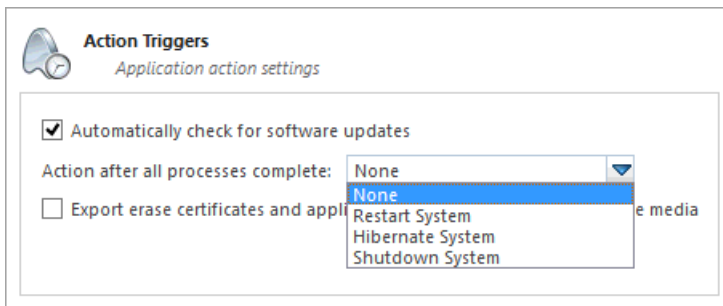 Action Triggers
Application action settings
Automatically check for software updates
Action after all processes complete: None
None
Export erase certificates and appli e media
Restart System
Hibernate System
Shutdown System